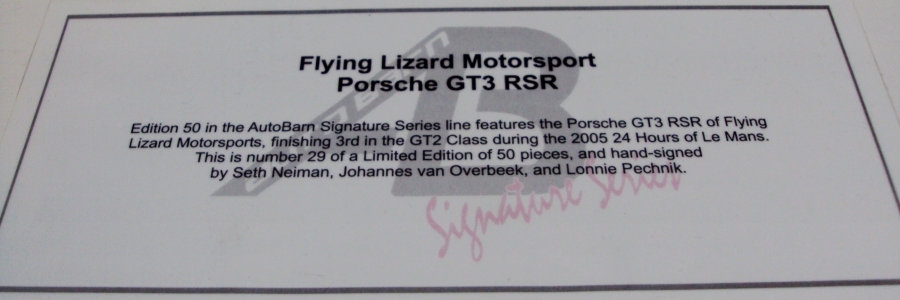 Flying Lizard Motorsport
Porsche GT3 RSR
Edition 50 in the AutoBarn Signature Series line features the Porsche GT3 RSR of Flying
Lizard Motorsports, finishing 3rd in the GT2 Class during the 2005 24 Hours of Le Mans.
This is number 29 of a Limited Edition of 50 pieces, and hand-signed
by Seth Neiman, Johannes van Overbeek, and Lonnie Pechnik.
Auto Barn
Signature Series